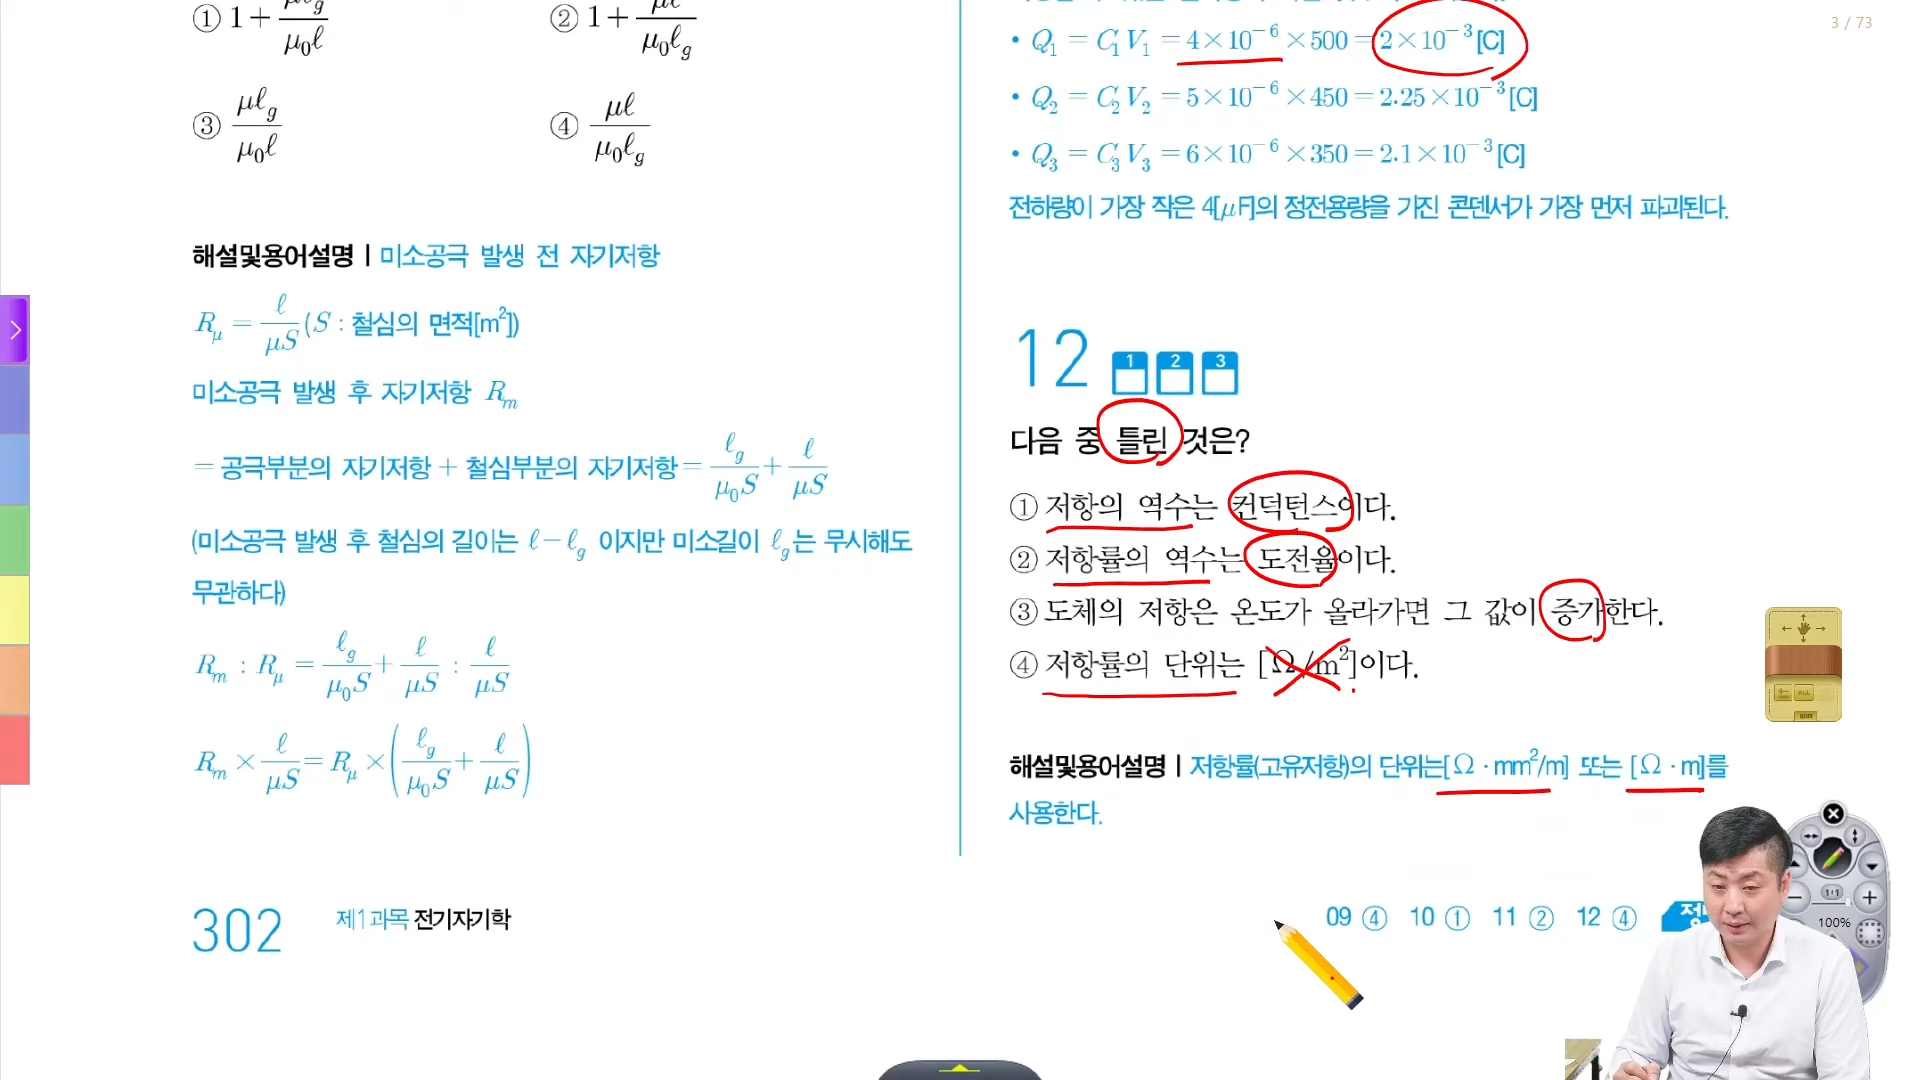 3 / 73
① 1+ μℓg/μ0ℓ ② 1+ μℓ/μ0ℓg
③ μℓg/μ0ℓ ④ μℓ/μ0ℓg
해설및용어설명 | 미소공극 발생 전 자기저항
Rμ = ℓ/μS (S : 철심의 면적[m²])
미소공극 발생 후 자기저항 Rm
= 공극부분의 자기저항 + 철심부분의 자기저항 = ℓg/μ0S + ℓ/μS
(미소공극 발생 후 철심의 길이는 ℓ-ℓg 이지만 미소길이 ℓg는 무시해도
무관하다)
Rm : Rμ = ℓg/μ0S + ℓ/μS : ℓ/μS
Rm × ℓ/μS = Rμ × (ℓg/μ0S + ℓ/μS)
302 제1과목 전기자기학
• Q1 = C1 V1 = 4×10⁻⁶ ×500 = 2×10⁻³ [C]
• Q2 = C2 V2 = 5×10⁻⁶ ×450 = 2.25×10⁻³ [C]
• Q3 = C3 V3 = 6×10⁻⁶ ×350 = 2.1×10⁻³ [C]
전하량이 가장 작은 4[μF]의 정전용량을 가진 콘덴서가 가장 먼저 파괴된다.
12 1 2 3
다음 중 틀린 것은?
① 저항의 역수는 컨덕턴스이다.
② 저항률의 역수는 도전율이다.
③ 도체의 저항은 온도가 올라가면 그 값이 증가한다.
④ 저항률의 단위는 [Ω/m²]이다.
해설및용어설명 | 저항률(고유저항)의 단위는[Ω·mm²/m] 또는 [Ω·m]를
사용한다.
09 ④ 10 ① 11 ② 12 ④
ALL
EXIT
1:1
100%